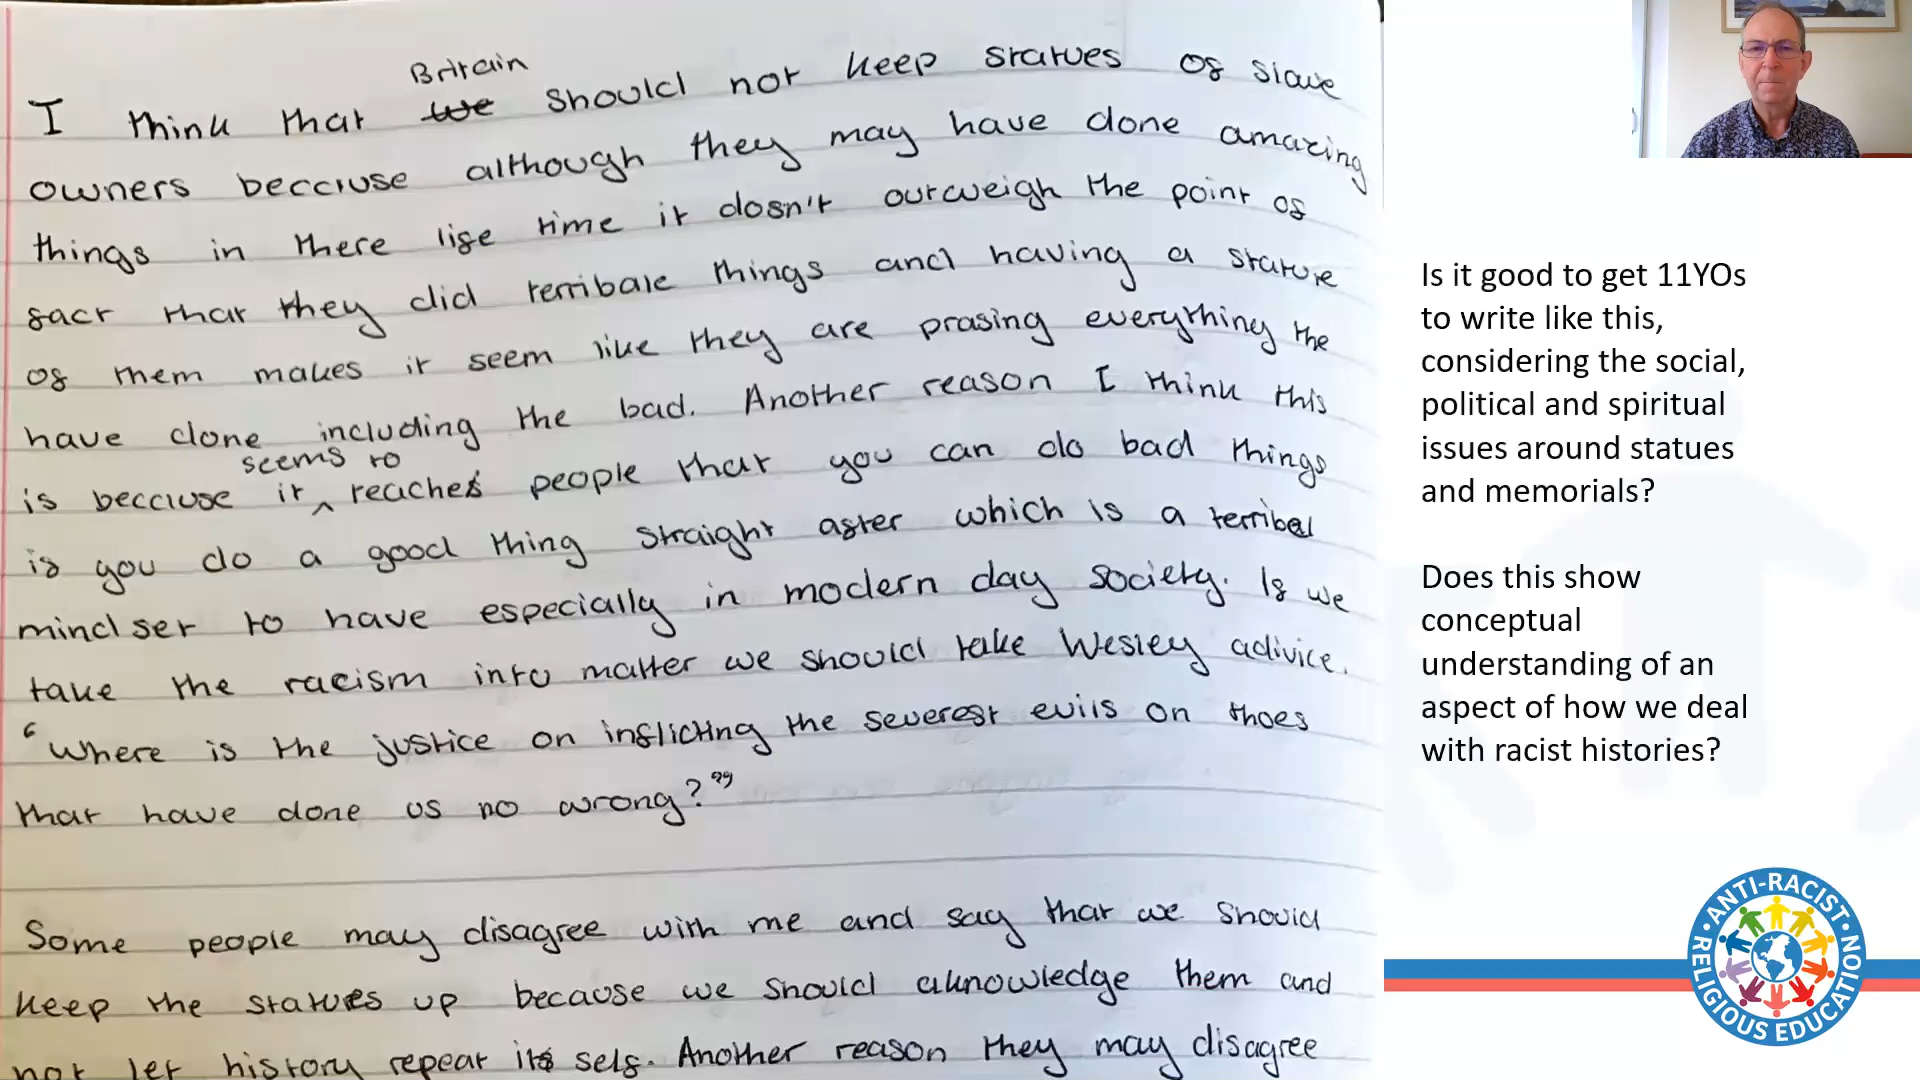 Britain
I think that we should not keep statues of slave
owners beccruse although they may have done amazing
things in there life time it dosn't ourweigh the point of
fact that they did terribale things and having a stature
of them makes it seem like they are prasing everything the
have done including the bad. Another reason I think this
seems to
is beccruse it ^ reaches people that you can do bad things
if you do a good thing straight after which is a terribel
mind set to have especially in modern day society. If we
take the racism into matter we should take Wesley adivice.
“Where is the justice on inflicting the severest evils on thoes
that have done us no wrong?”
Some people may disagree with me and say that we should
keep the statues up because we should aknowledge them and
not let history repeat its self. Another reason they may disagree
Is it good to get 11YOs
to write like this,
considering the social,
political and spiritual
issues around statues
and memorials?
Does this show
conceptual
understanding of an
aspect of how we deal
with racist histories?
ANTI-RACIST
RELIGIOUS EDUCATION